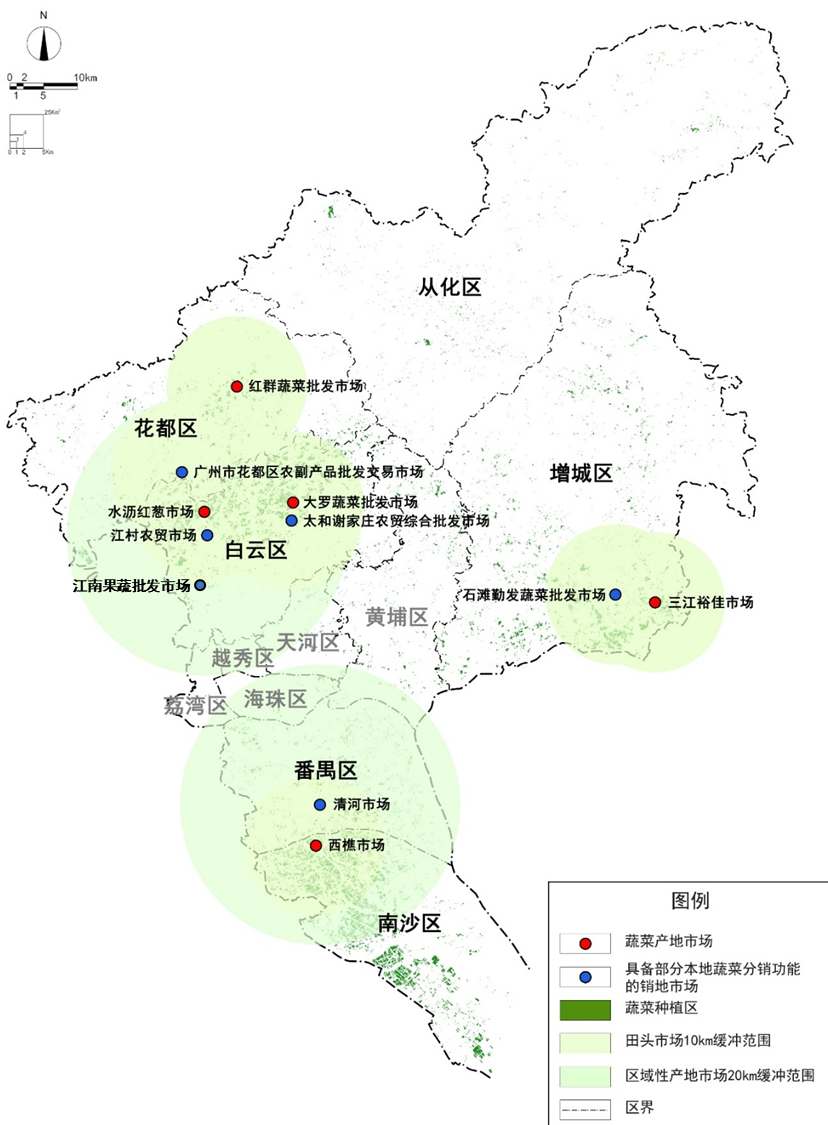 N
0 2 10km
1 5
25Km²
4
1
0 1 2 5Km
从化区
红群蔬菜批发市场
花都区
增城区
广州市花都区农副产品批发交易市场
大罗蔬菜批发市场
水沥红葱市场
太和谢家庄农贸综合批发市场
江村农贸市场
白云区
江南果蔬批发市场
石滩勤发蔬菜批发市场
三江裕佳市场
黄埔区
天河区
越秀区
海珠区
荔湾区
番禺区
清河市场
西樵市场
南沙区
图例
蔬菜产地市场
具备部分本地蔬菜分销功能
的销地市场
蔬菜种植区
田头市场10km缓冲范围
区域性产地市场20km缓冲范围
区界